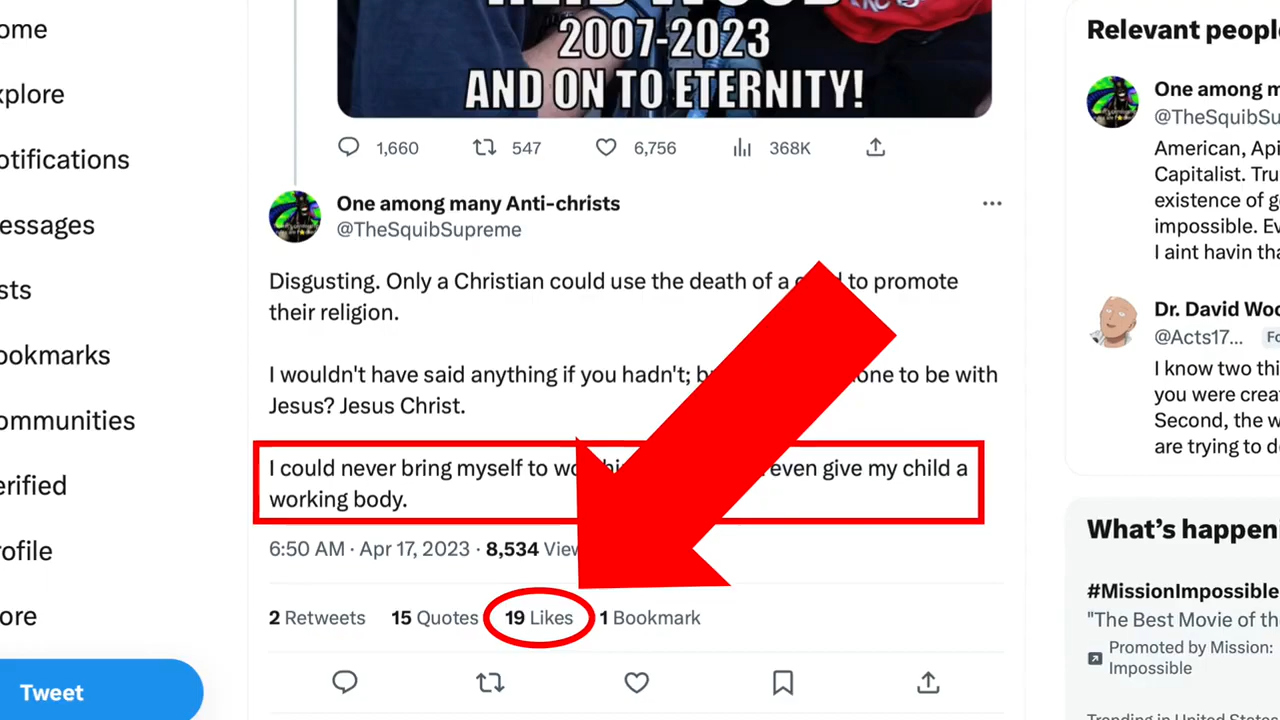 2007-2023
AND ON TO ETERNITY!
1,660 547 6,756 368K
One among many Anti-christs
@TheSquibSupreme
Disgusting. Only a Christian could use the death of a to promote
their religion.
I wouldn't have said anything if you hadn't; to be with
Jesus? Jesus Christ.
I could never bring myself to even give my child a
working body.
6:50 AM · Apr 17, 2023 · 8,534
2 Retweets 15 Quotes 19 Likes 1 Bookmark
ome
xplore
otifications
essages
sts
ookmarks
ommunities
erified
rofile
ore
Tweet
Relevant people
One among m
@TheSquibSu
American, Api
Capitalist. Tru
existence of g
impossible. Ev
I aint havin tha
Dr. David Woo
@Acts17... Fo
I know two thi
you were crea
Second, the w
are trying to d
What's happen
#MissionImpossible
"The Best Movie of th
Promoted by Mission:
Impossible